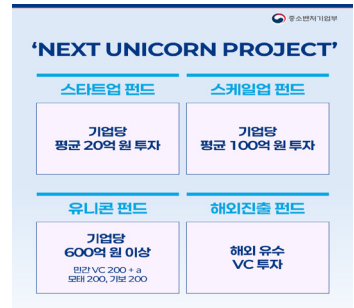 중소벤처기업부
'NEXT UNICORN PROJECT'
스타트업 펀드
스케일업 펀드
기업당
평균 20억 원 투자
기업당
평균 100억 원 투자
유니콘 펀드
해외진출 펀드
기업당
600억 원 이상
민간 VC 200 + a
모태 200, 기보 200
해외 유수
VC 투자